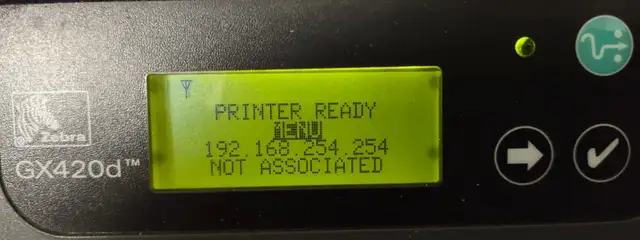 PRINTER READY
MENU
192.168.254.254
NOT ASSOCIATED
Zebra
GX420d™